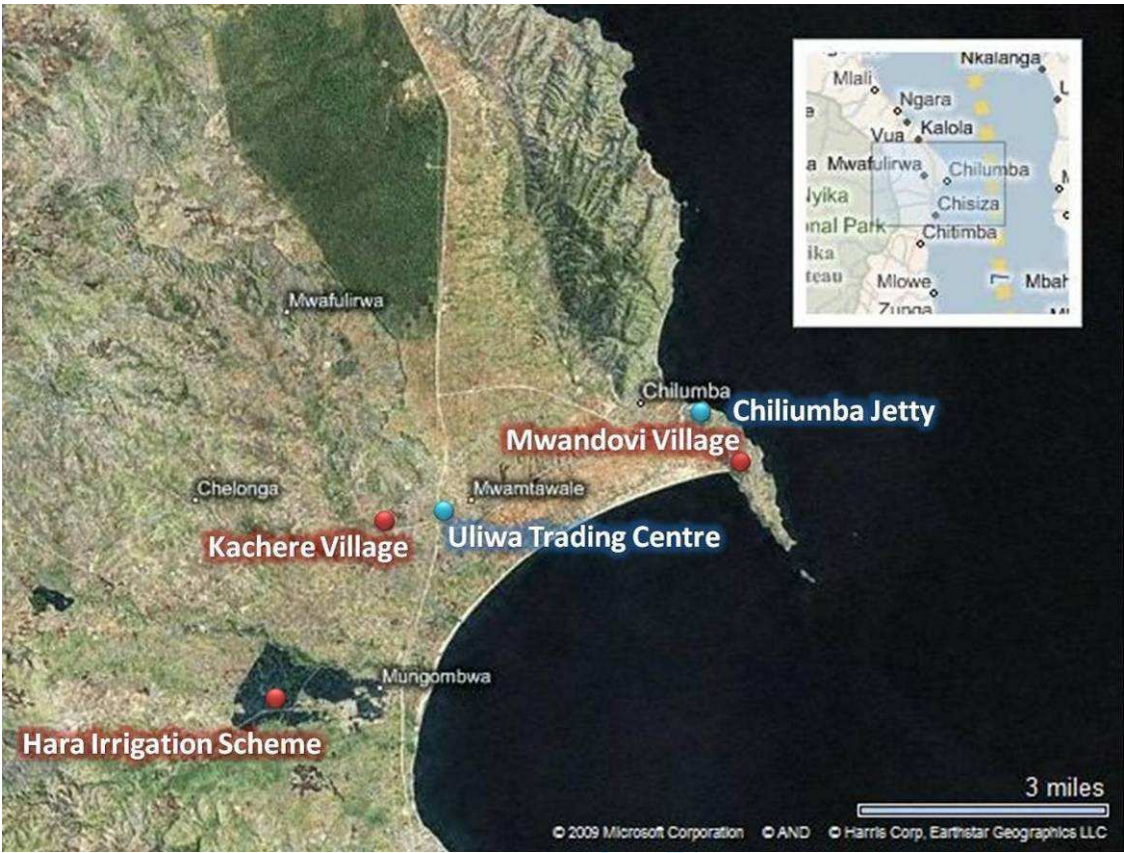 Nkalanga
Mlali
Ngara
Vua
Kalola
Mwafulirwa
Chilumba
Chisiza
Chitimba
Mlowe
Mbah
Zunga
Mwafulirwa
Chilumba
Chiliumba Jetty
Mwandovi Village
Chelonga
Mwamtawale
Kachere Village
Uliwa Trading Centre
Mungombwa
Hara Irrigation Scheme
3 miles
© 2009 Microsoft Corporation © AND © Harris Corp, Earthstar Geographics LLC